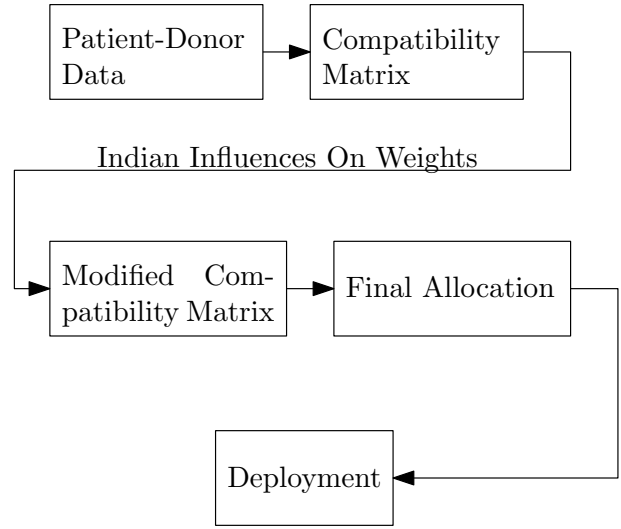 Patient-Donor
Data
Compatibility
Matrix
Indian Influences On Weights
Modified Com-
patibility Matrix
Final Allocation
Deployment